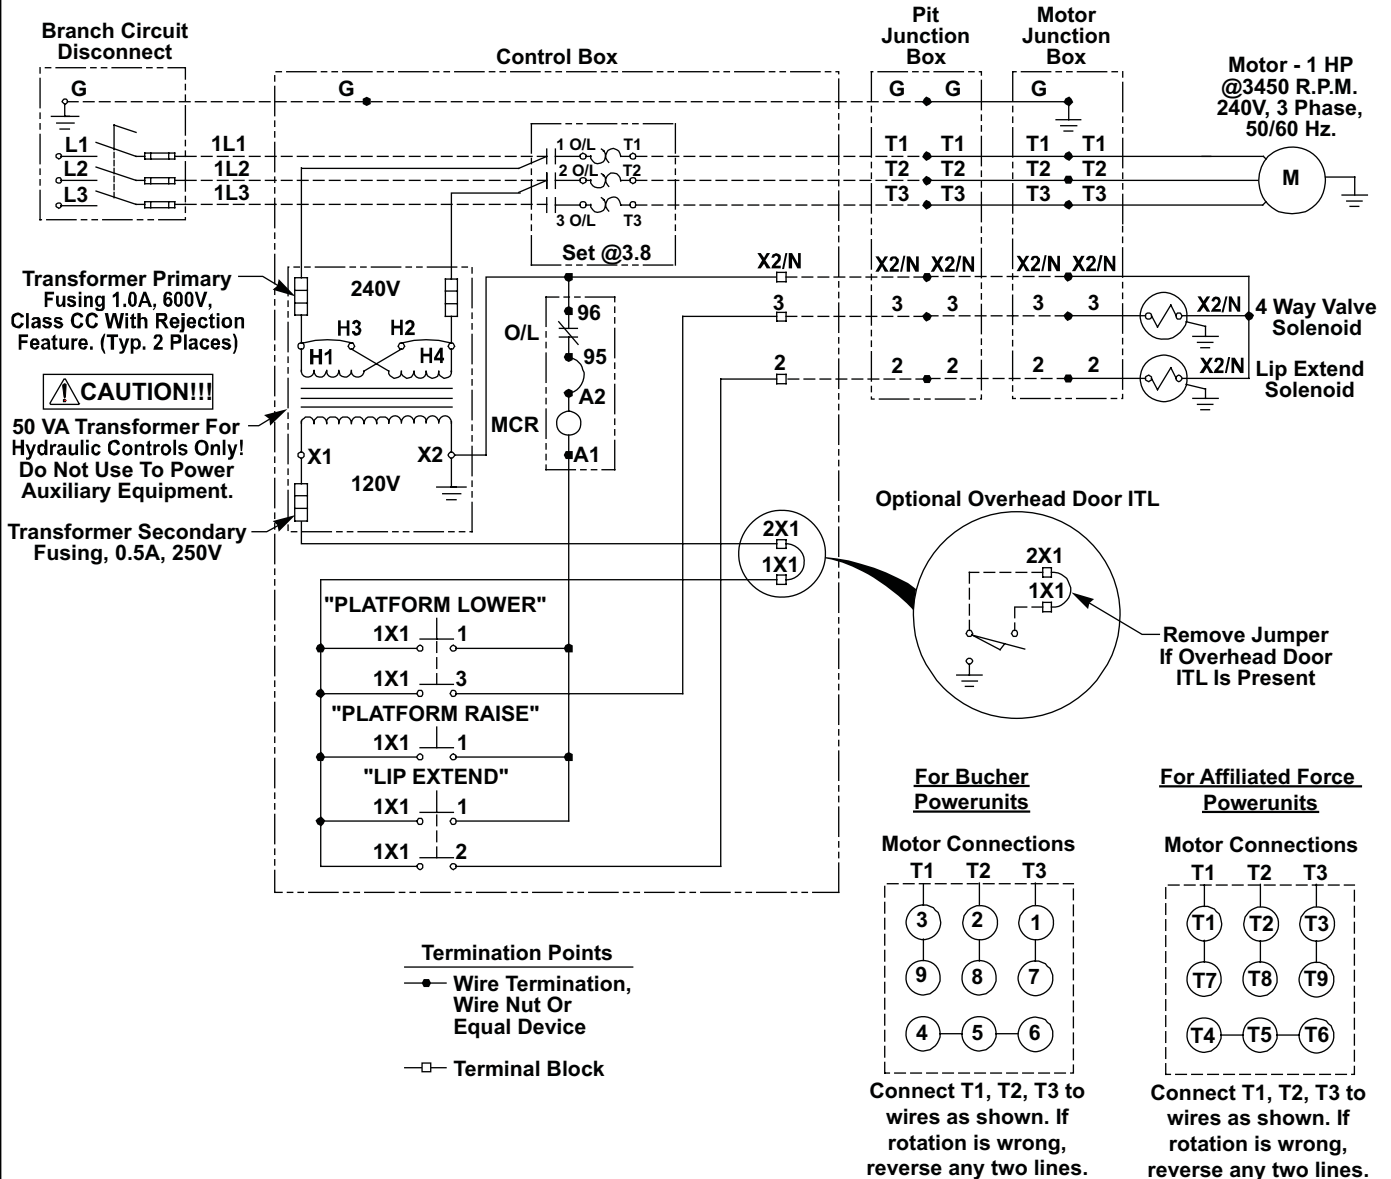 Branch Circuit
Disconnect
Control Box
Pit
Junction
Box
Motor
Junction
Box
Motor - 1 HP
@3450 R.P.M.
240V, 3 Phase,
50/60 Hz.
G
G
G G
G
L1 1L1
L2 1L2
L3 1L3
1 O/L T1
2 O/L T2
3 O/L T3
Set @3.8
T1 T1 T1 T1
T2 T2 T2 T2
T3 T3 T3 T3
M
X2/N X2/N X2/N X2/N X2/N
3 3 3 3 3
2 2 2 2 2
X2/N 4 Way Valve
Solenoid
X2/N Lip Extend
Solenoid
Transformer Primary
Fusing 1.0A, 600V,
Class CC With Rejection
Feature. (Typ. 2 Places)
240V
H3 H2
H1 H4
CAUTION!!!
50 VA Transformer For
Hydraulic Controls Only!
Do Not Use To Power
Auxiliary Equipment.
X1 X2
120V
Transformer Secondary
Fusing, 0.5A, 250V
96
O/L
95
A2
MCR
A1
2X1
1X1
Optional Overhead Door ITL
2X1
1X1
Remove Jumper
If Overhead Door
ITL Is Present
"PLATFORM LOWER"
1X1 1
1X1 3
"PLATFORM RAISE"
1X1 1
"LIP EXTEND"
1X1 1
1X1 2
Termination Points
Wire Termination,
Wire Nut Or
Equal Device
Terminal Block
For Bucher
Powerunits
Motor Connections
T1 T2 T3
3 2 1
9 8 7
4 5 6
Connect T1, T2, T3 to
wires as shown. If
rotation is wrong,
reverse any two lines.
For Affiliated Force
Powerunits
Motor Connections
T1 T2 T3
T1 T2 T3
T7 T8 T9
T4 T5 T6
Connect T1, T2, T3 to
wires as shown. If
rotation is wrong,
reverse any two lines.